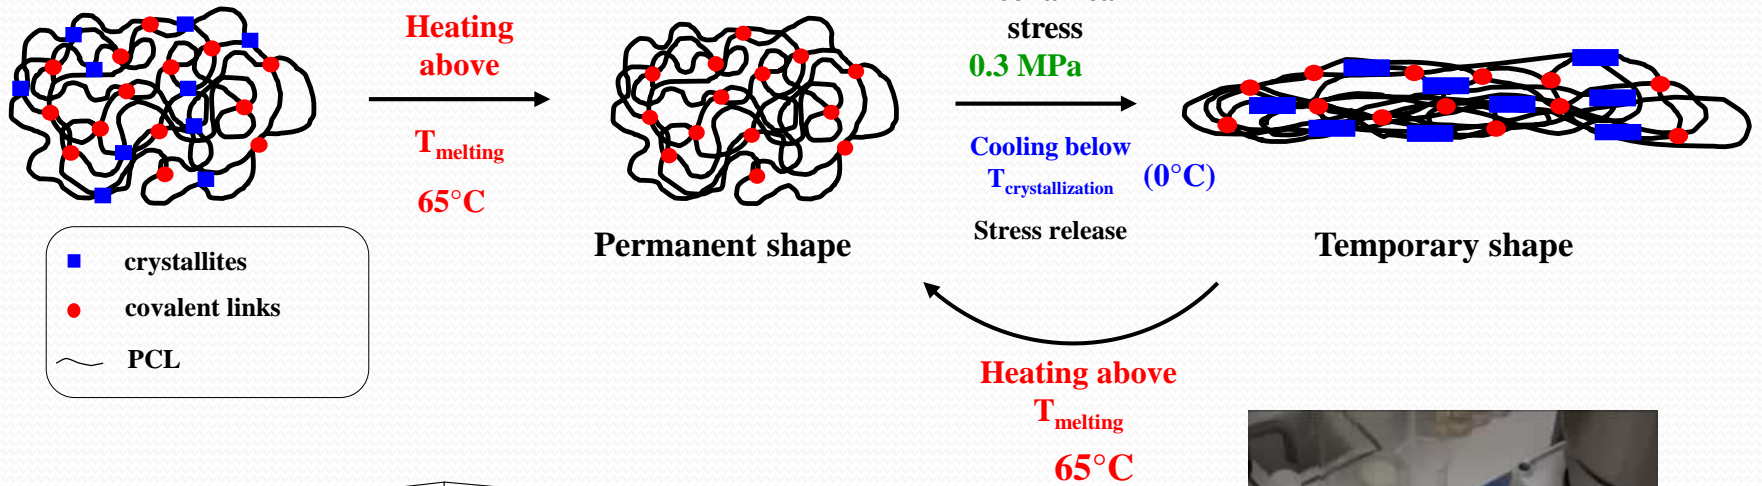 Heating
above
T melting
65°C
stress
0.3 MPa
Cooling below
T crystallization (0°C)
Stress release
Permanent shape
Temporary shape
crystallites
covalent links
PCL
Heating above
T melting
65°C